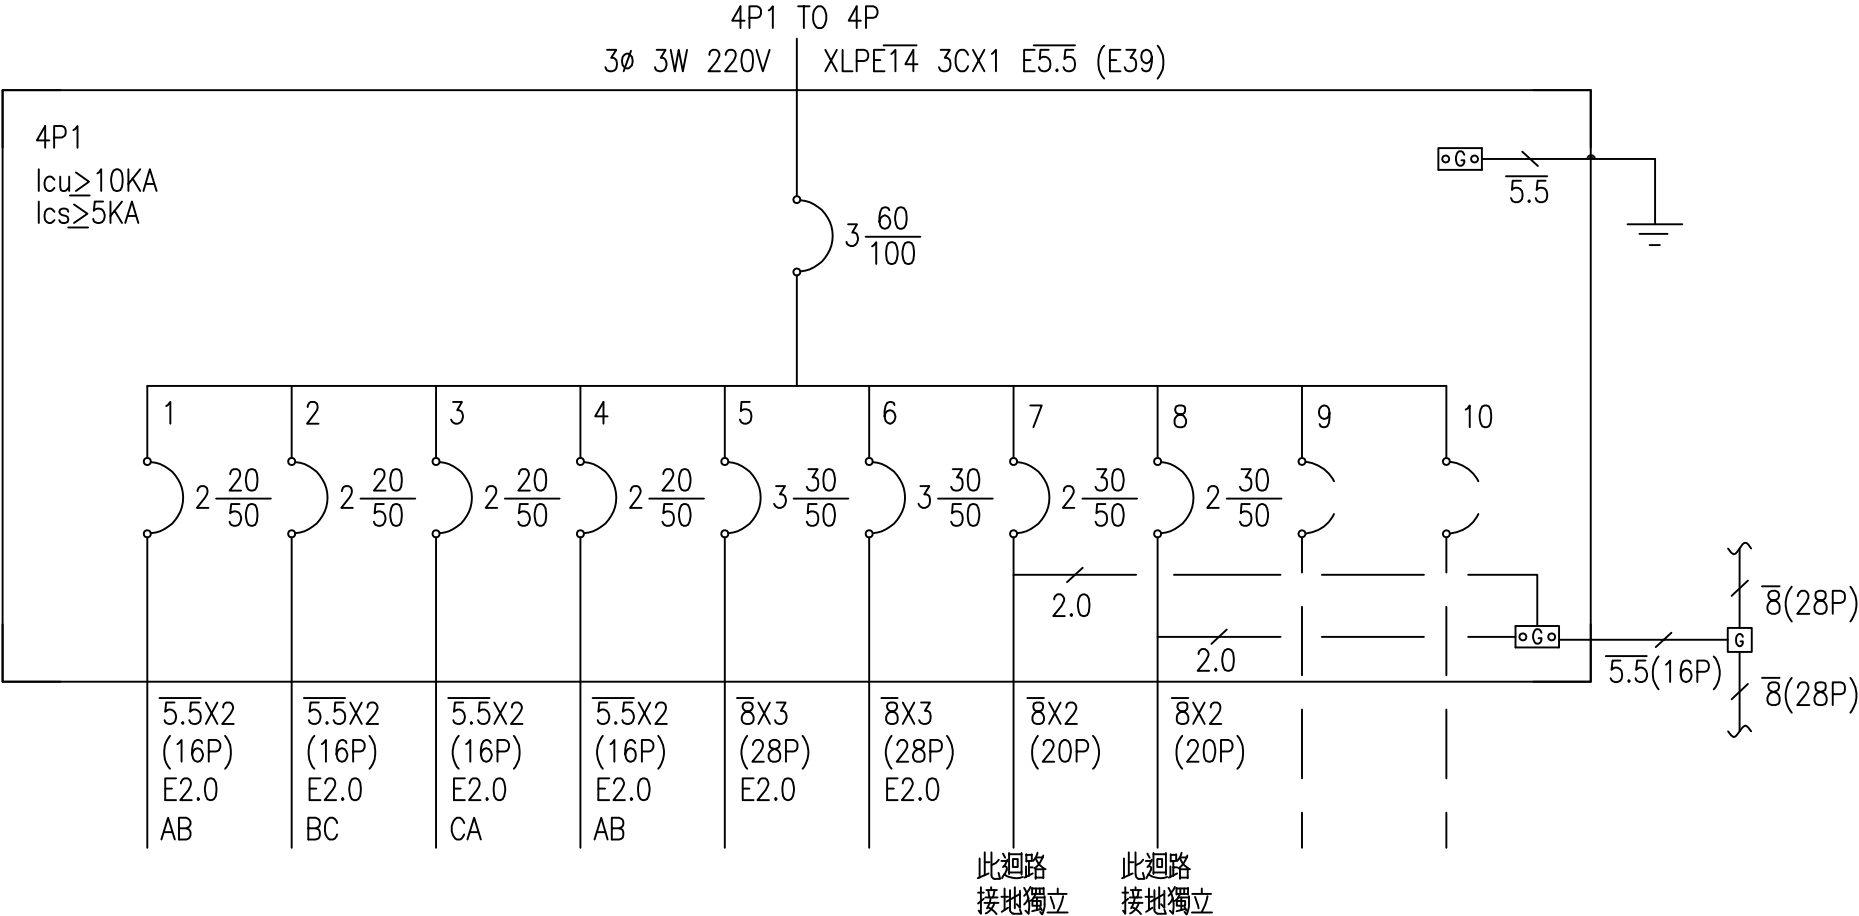 4P1 TO 4P
3ø 3W 220V XLPE14 3CX1 E5.5 (E39)
4P1
Icu≥10KA
Ics≥5KA
G
5.5
3 60
100
1 2 3 4 5 6 7 8 9 10
2 20 2 20 2 20 2 20 3 30 3 30 2 30 2 30
50 50 50 50 50 50 50 50
2.0
2.0
G
G
8(28P)
5.5(16P)
8(28P)
5.5X2 5.5X2 5.5X2 5.5X2 8X3 8X3 8X2 8X2
(16P) (16P) (16P) (16P) (28P) (28P) (20P) (20P)
E2.0 E2.0 E2.0 E2.0 E2.0 E2.0
AB BC CA AB
此迴路 此迴路
接地獨立 接地獨立